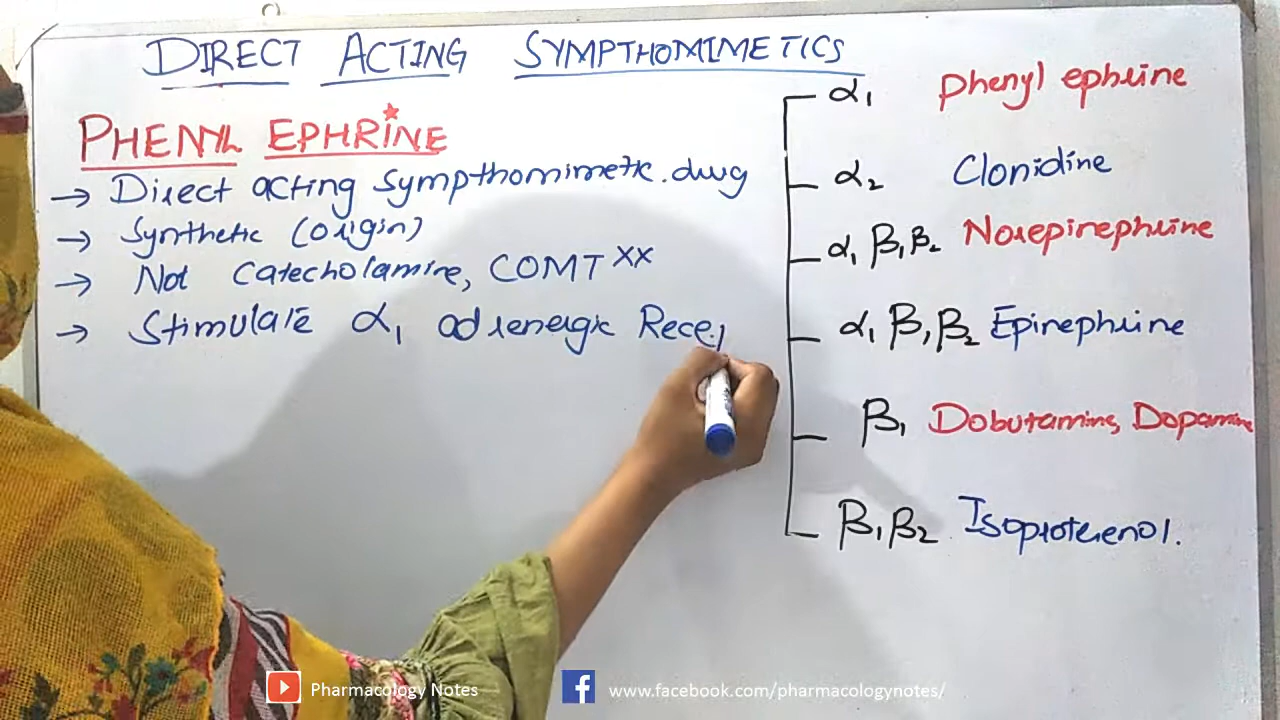 DIRECT ACTING SYMPTHOMIMETICS
PHENYL EPHRINE
→ Direct acting sympthomimetic. drug
→ Synthetic (origin)
→ Not Catecholamine, COMT xx
→ Stimulate α1 adrenergic Recep
α1 Phenyl ephrine
α2 Clonidine
α1 β1 β2 Norepinephrine
α1 β1 β2 Epinephrine
β1 Dobutamine, Dopamine
β1 β2 Isoproterenol.
Pharmacology Notes
www.facebook.com/pharmacologynotes/